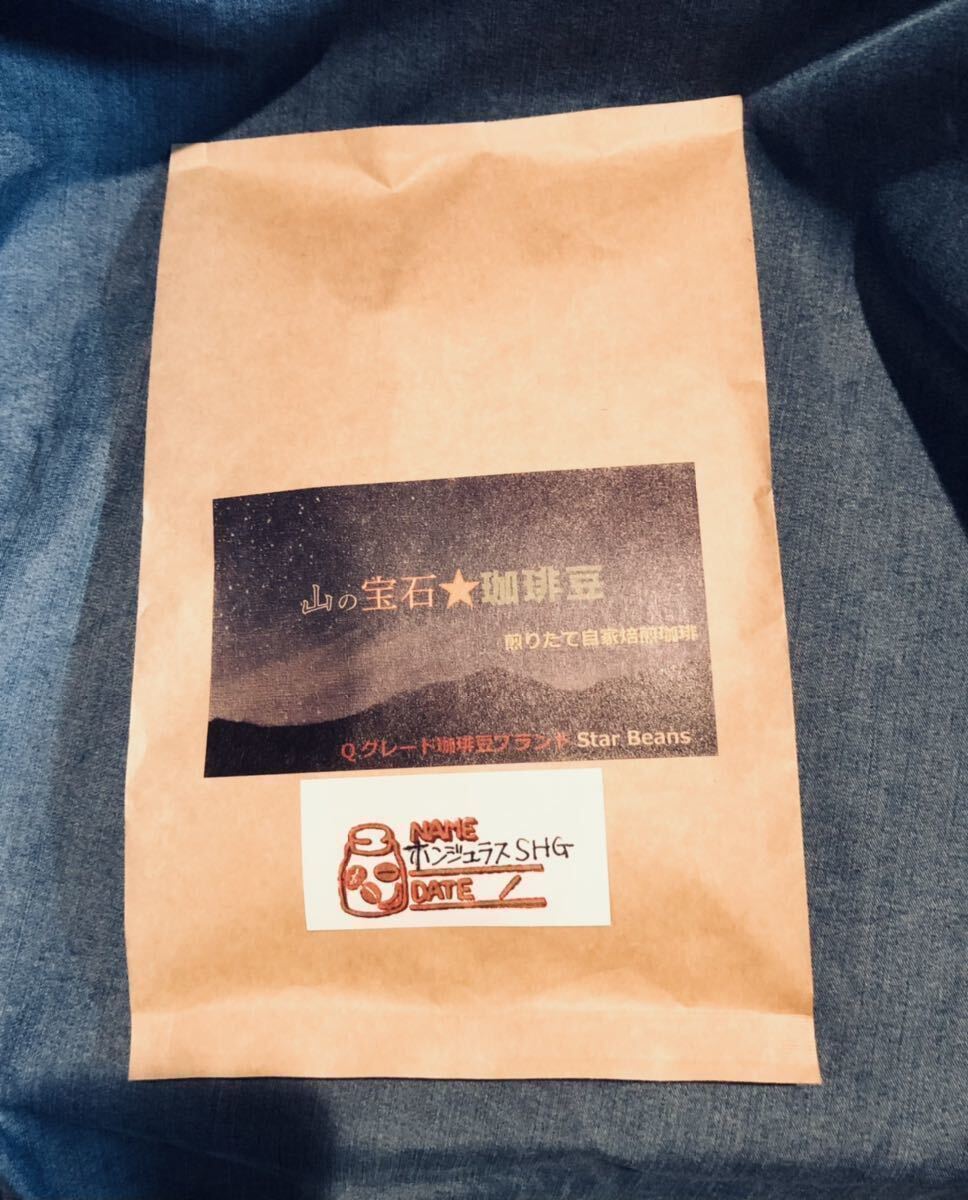 山の宝石★珈琲豆
煎りたて自家焙煎珈琲
Qグレード珈琲豆ブランド Star Beans
NAME
ホンジュラスSHG
DATE /